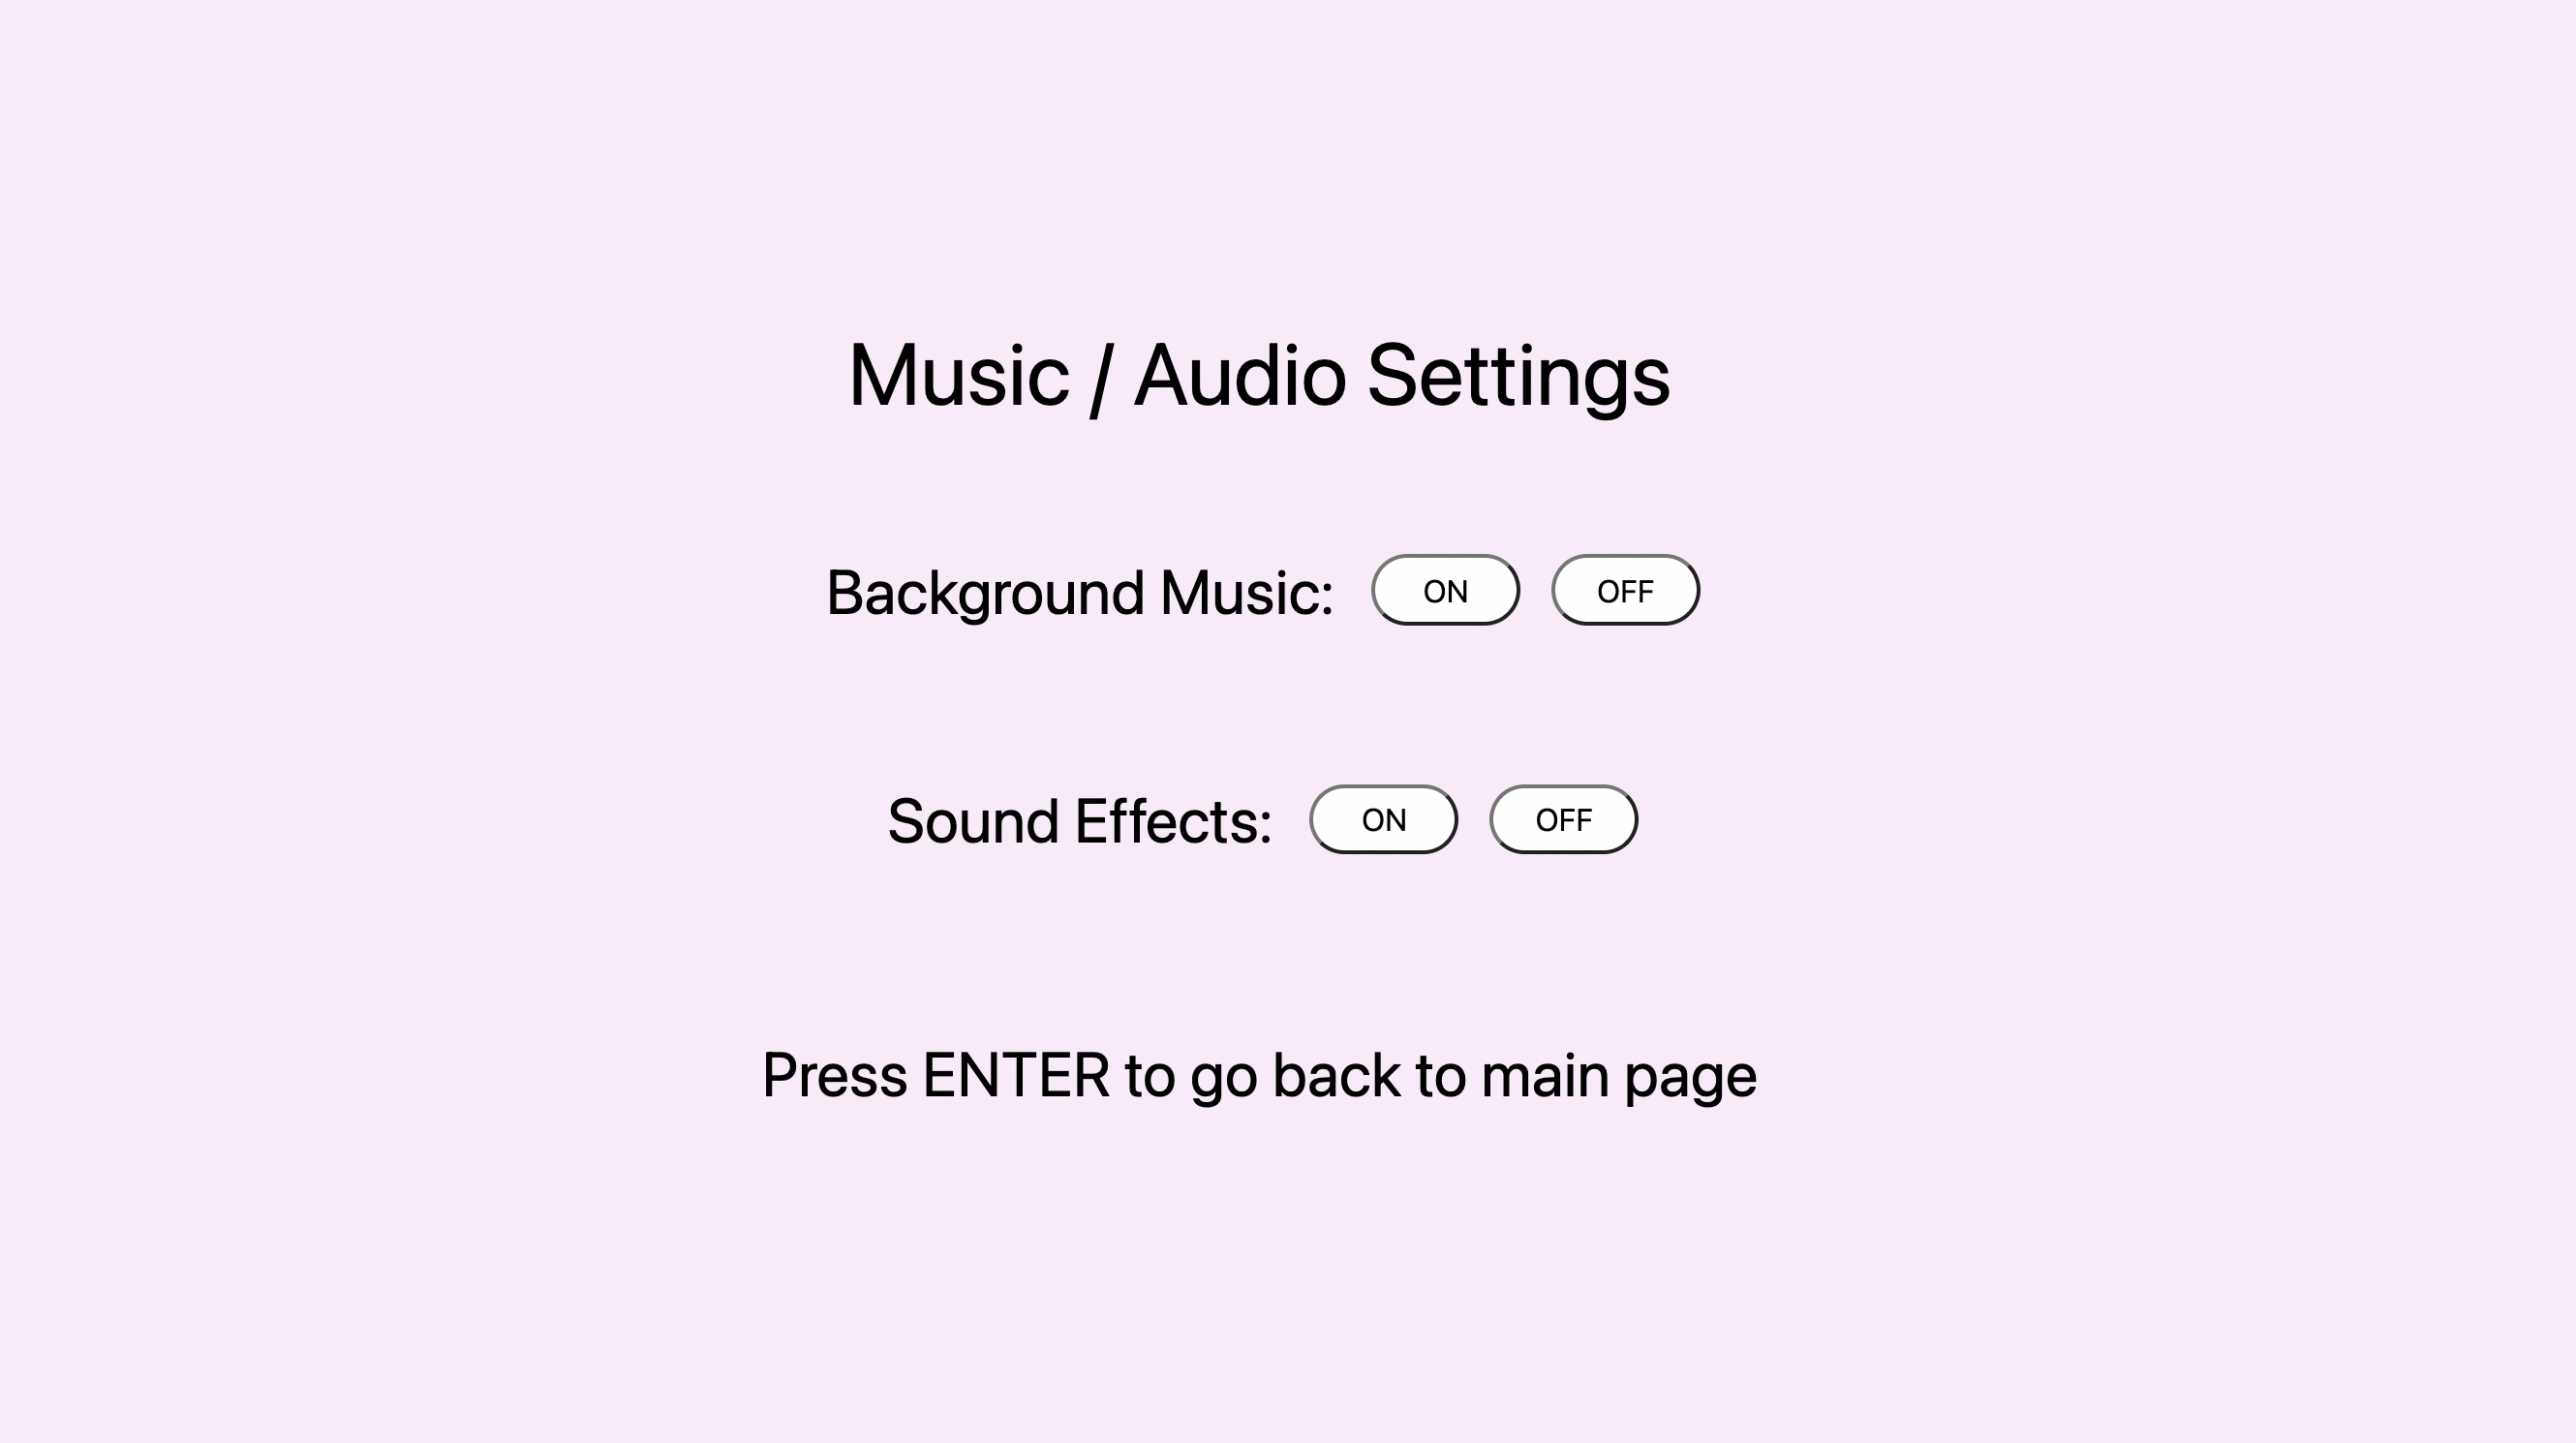 Music / Audio Settings
Background Music: ON OFF
Sound Effects: ON OFF
Press ENTER to go back to main page